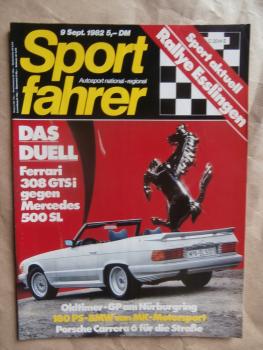 9 Sept. 1982 5,– DM
Sport
fahrer
Autosport national - regional
Sport aktuell
Rallye Esslingen
DAS
DUELL
Ferrari
308 GTSi
gegen
Mercedes
500 SL
Oldtimer-GP am Nürburgring
180 PS-BMW von MK-Motorsport
Porsche Carrera 6 für die Straße